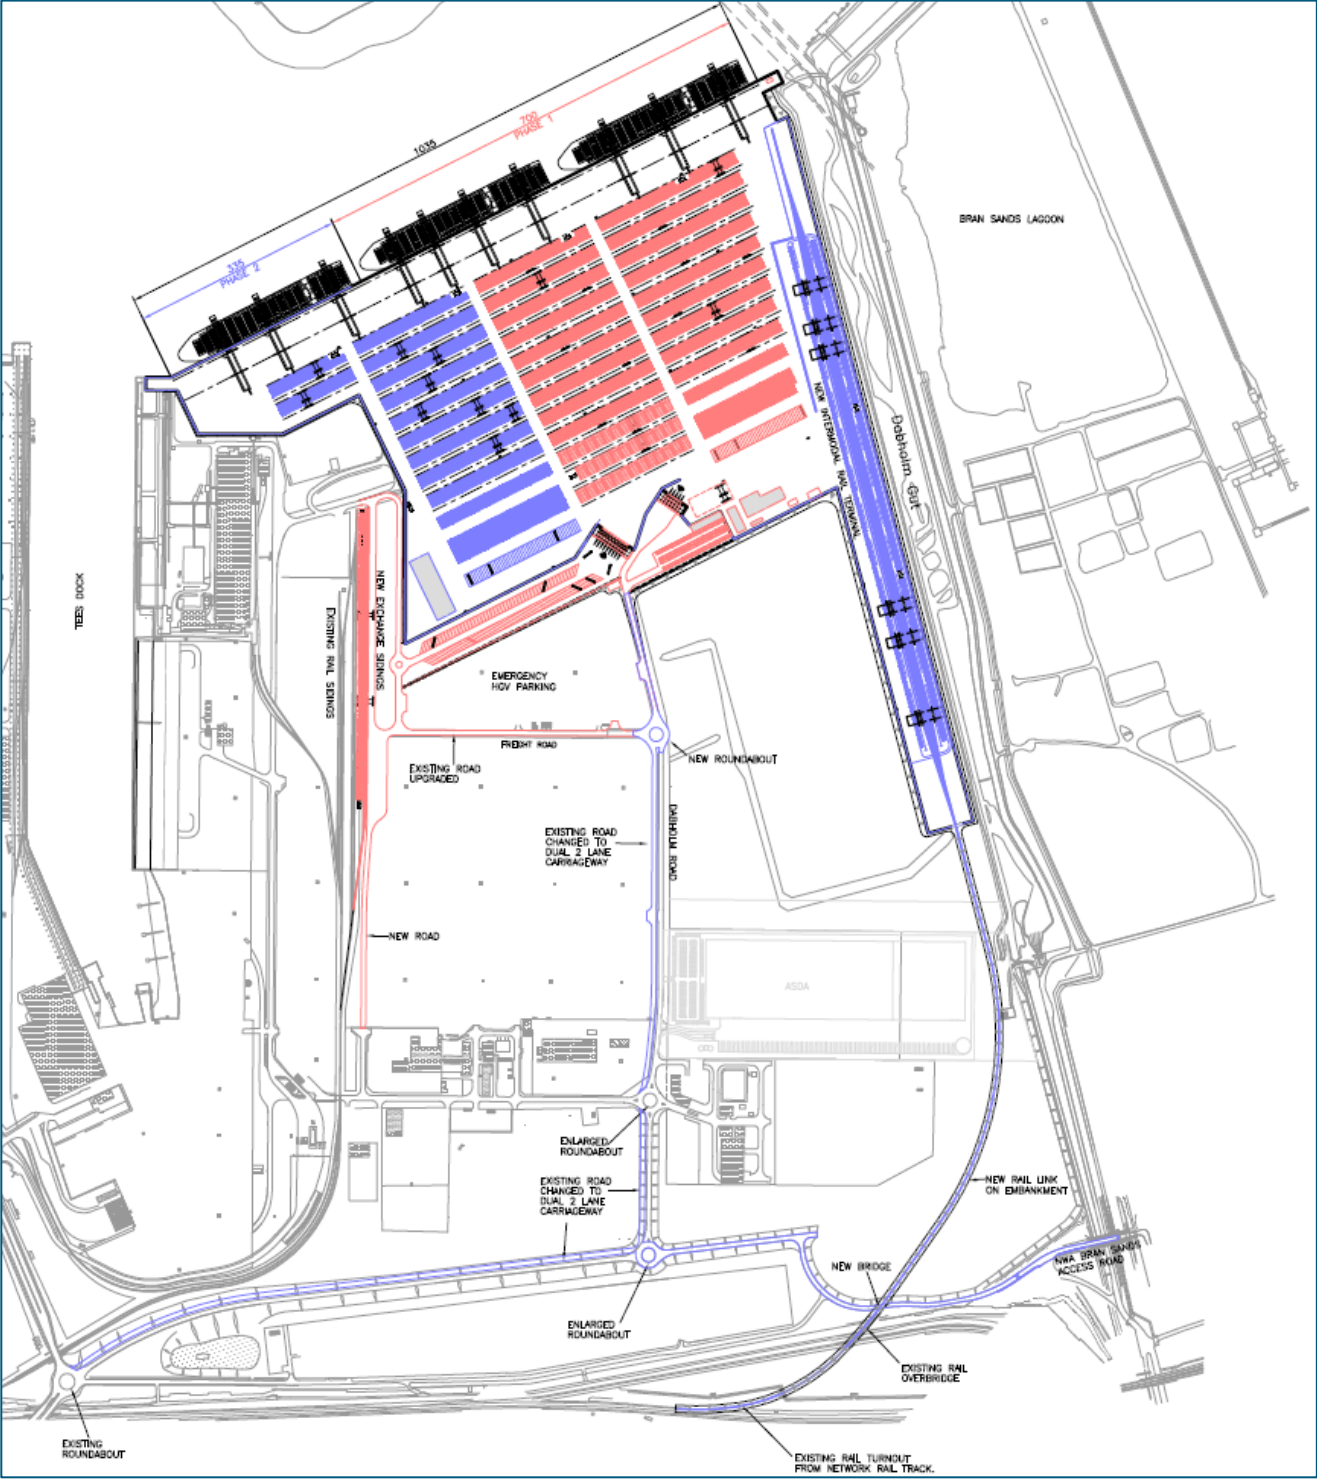 700
PHASE 1
1035
335
PHASE 2
BRAN SANDS LAGOON
Dabholm Gut
NEW INTERMODAL RAIL TERMINAL
TEES DOCK
NEW EXCHANGE SIDINGS
EXISTING RAIL SIDINGS
EMERGENCY
HGV PARKING
FREIGHT ROAD
EXISTING ROAD
UPGRADED
NEW ROUNDABOUT
EXISTING ROAD
CHANGED TO
DUAL 2 LANE
CARRIAGEWAY
DABHOLM ROAD
NEW ROAD
ASDA
ENLARGED
ROUNDABOUT
EXISTING ROAD
CHANGED TO
DUAL 2 LANE
CARRIAGEWAY
NEW RAIL LINK
ON EMBANKMENT
NWA BRAN SANDS
ACCESS ROAD
NEW BRIDGE
ENLARGED
ROUNDABOUT
EXISTING RAIL
OVERBRIDGE
EXISTING
ROUNDABOUT
EXISTING RAIL TURNOUT
FROM NETWORK RAIL TRACK.